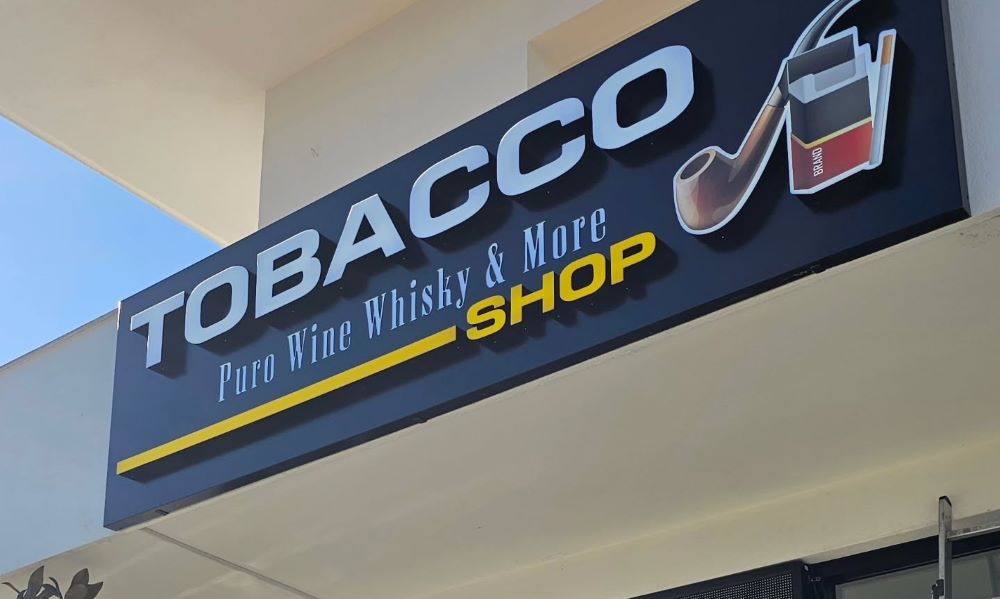 TOBACCO
Puro Wine Whisky & More
SHOP
BRAND